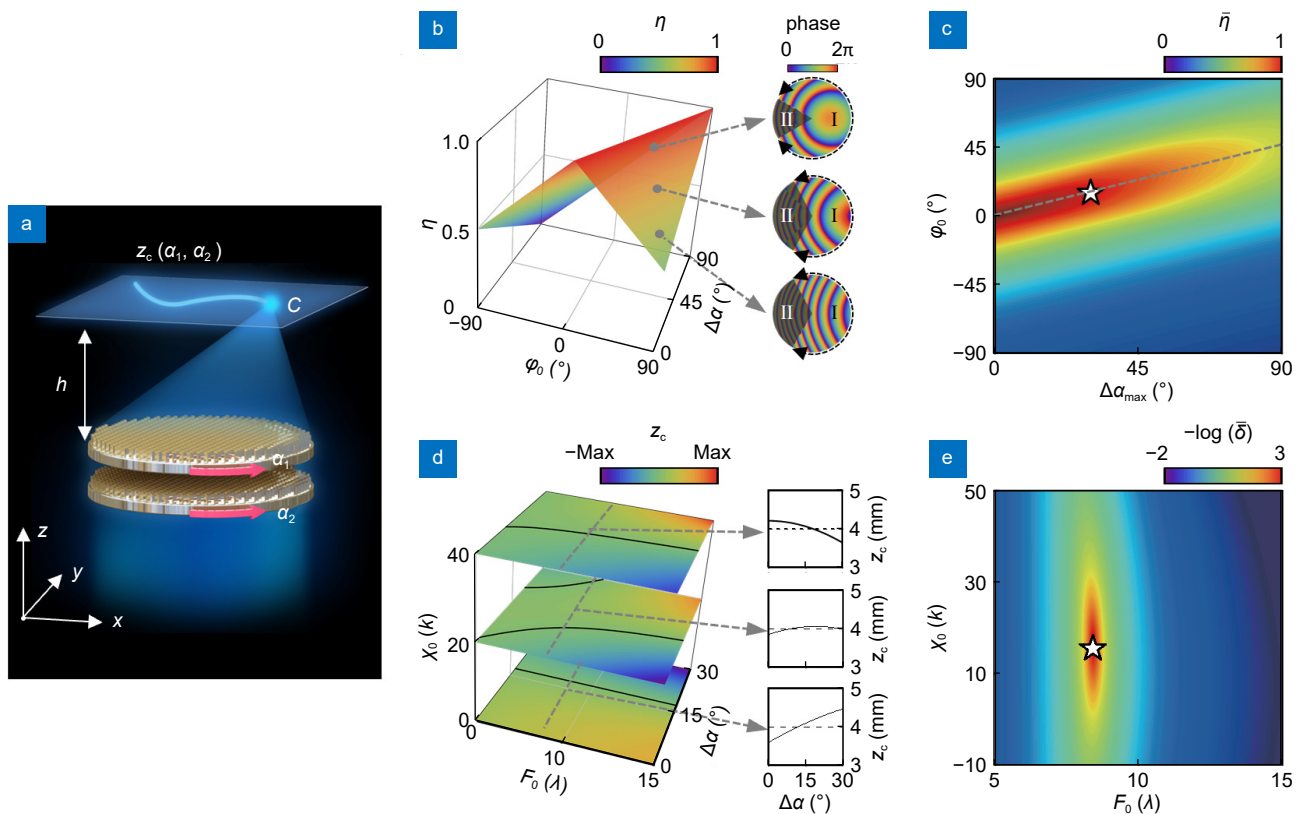 a
z_c (α_1, α_2)
C
h
α_1
α_2
z
y
x
b
η
0 1
phase
0 2π
1.0
0.5
0
η
−90
0
90
φ_0 (°)
0
45
90
Δα (°)
II I
II I
II I
c
η̄
0 1
90
45
0
−45
−90
φ_0 (°)
0 45 90
Δα_max (°)
d
z_c
−Max Max
40
20
0
χ_0 (k)
0
10
15
F_0 (λ)
0
15
30
Δα (°)
5
4
3
z_c (mm)
5
4
3
z_c (mm)
5
4
3
z_c (mm)
0 15 30
Δα (°)
e
−log (δ̄)
−2 3
50
30
10
−10
χ_0 (k)
5 10 15
F_0 (λ)